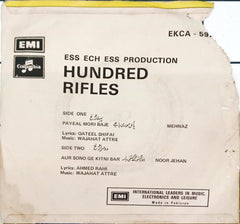 EKCA - 59
EMI
Columbia
ESS ECH ESS PRODUCTION
HUNDRED
RIFLES
SIDE ONE
PAYEAL MORI BAJE
MEHNAZ
Lyrics: QATEEL SHIFAI
Music: WAJAHAT ATTRE
SIDE TWO
AUR SONO GE KITNI BAR
NOOR JEHAN
Lyrics: AHMED RAHI
Music: WAJAHAT ATTRE
EMI
INTERNATIONAL LEADERS IN MUSIC,
ELECTRONICS AND LEISURE
Made in Pakistan